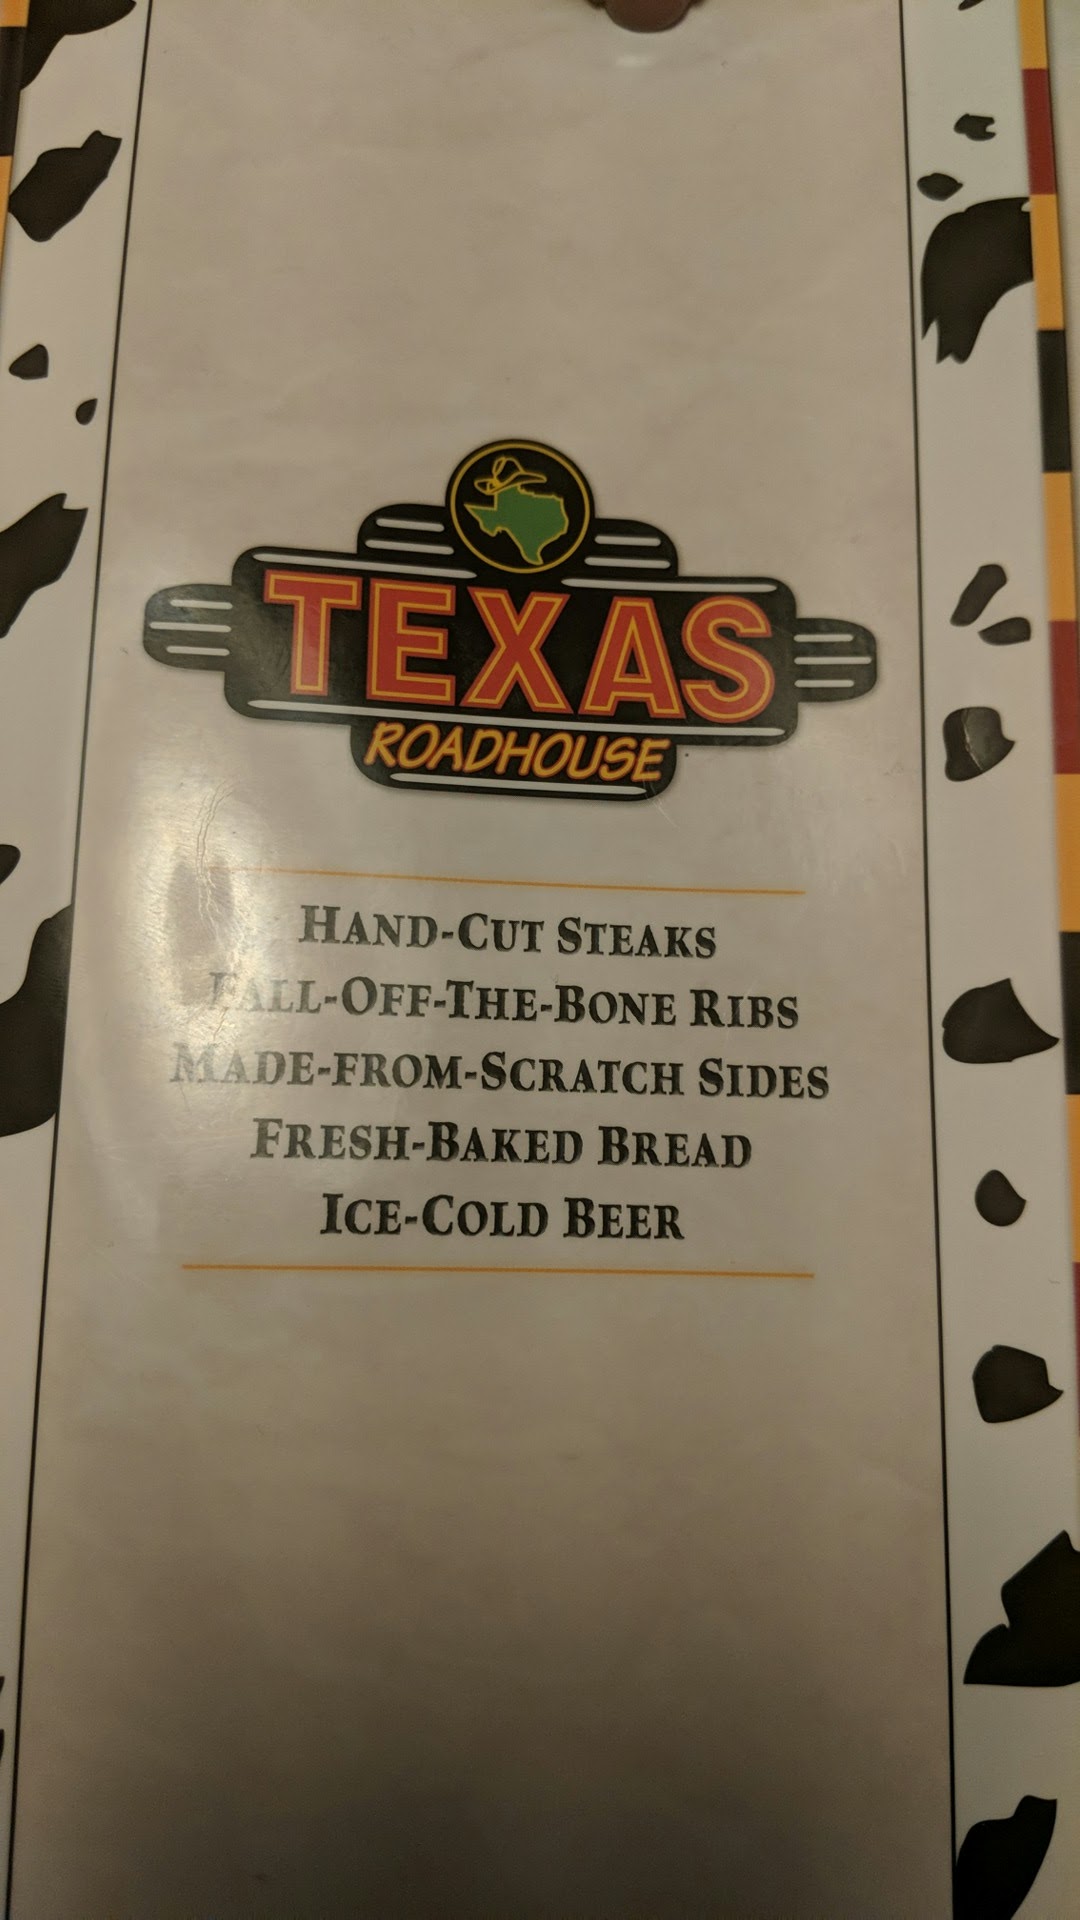 TEXAS
ROADHOUSE
HAND-CUT STEAKS
FALL-OFF-THE-BONE RIBS
MADE-FROM-SCRATCH SIDES
FRESH-BAKED BREAD
ICE-COLD BEER